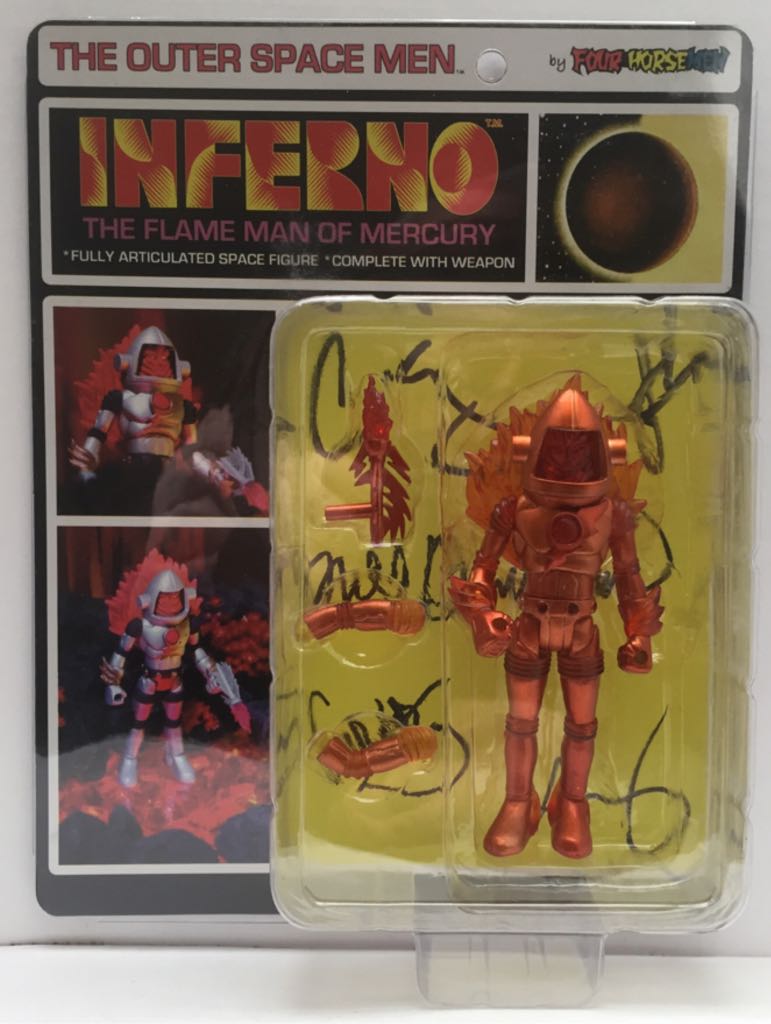 THE OUTER SPACE MEN™
by FOUR HORSEMEN
INFERNO T.M.
THE FLAME MAN OF MERCURY
*FULLY ARTICULATED SPACE FIGURE *COMPLETE WITH WEAPON